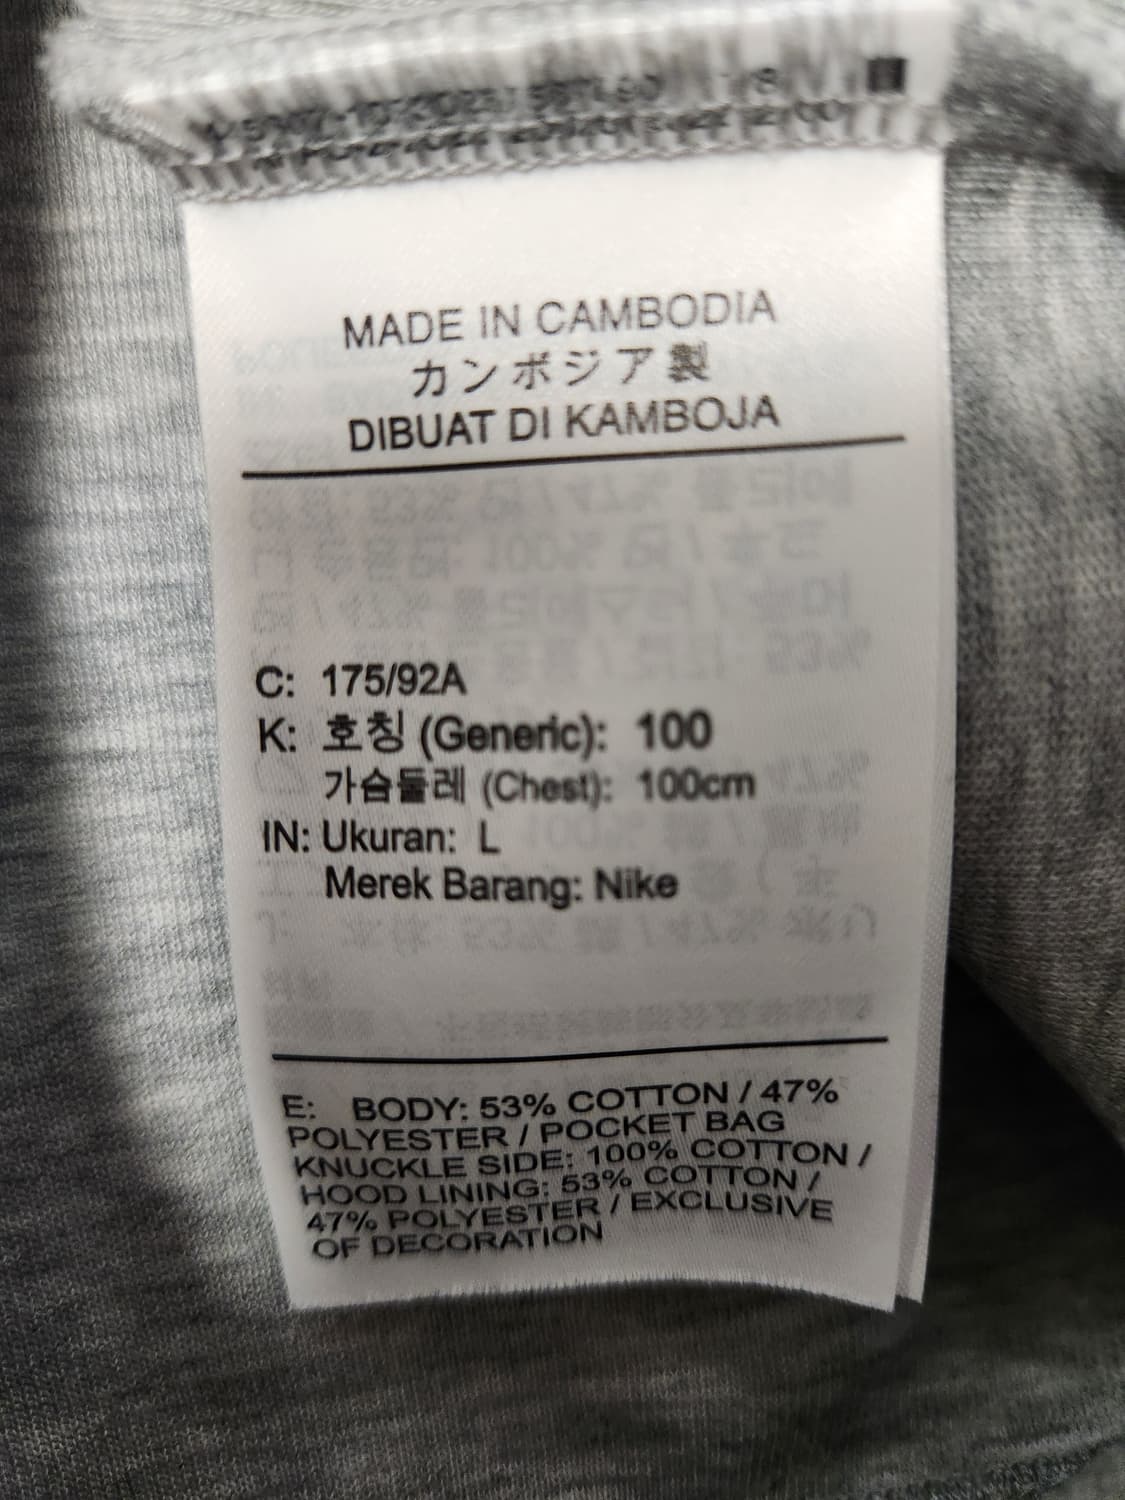 MADE IN CAMBODIA
カンボジア製
DIBUAT DI KAMBOJA
C: 175/92A
K: 호칭 (Generic): 100
가슴둘레 (Chest): 100cm
IN: Ukuran: L
Merek Barang: Nike
E: BODY: 53% COTTON / 47%
POLYESTER / POCKET BAG
KNUCKLE SIDE: 100% COTTON /
HOOD LINING: 53% COTTON /
47% POLYESTER / EXCLUSIVE
OF DECORATION